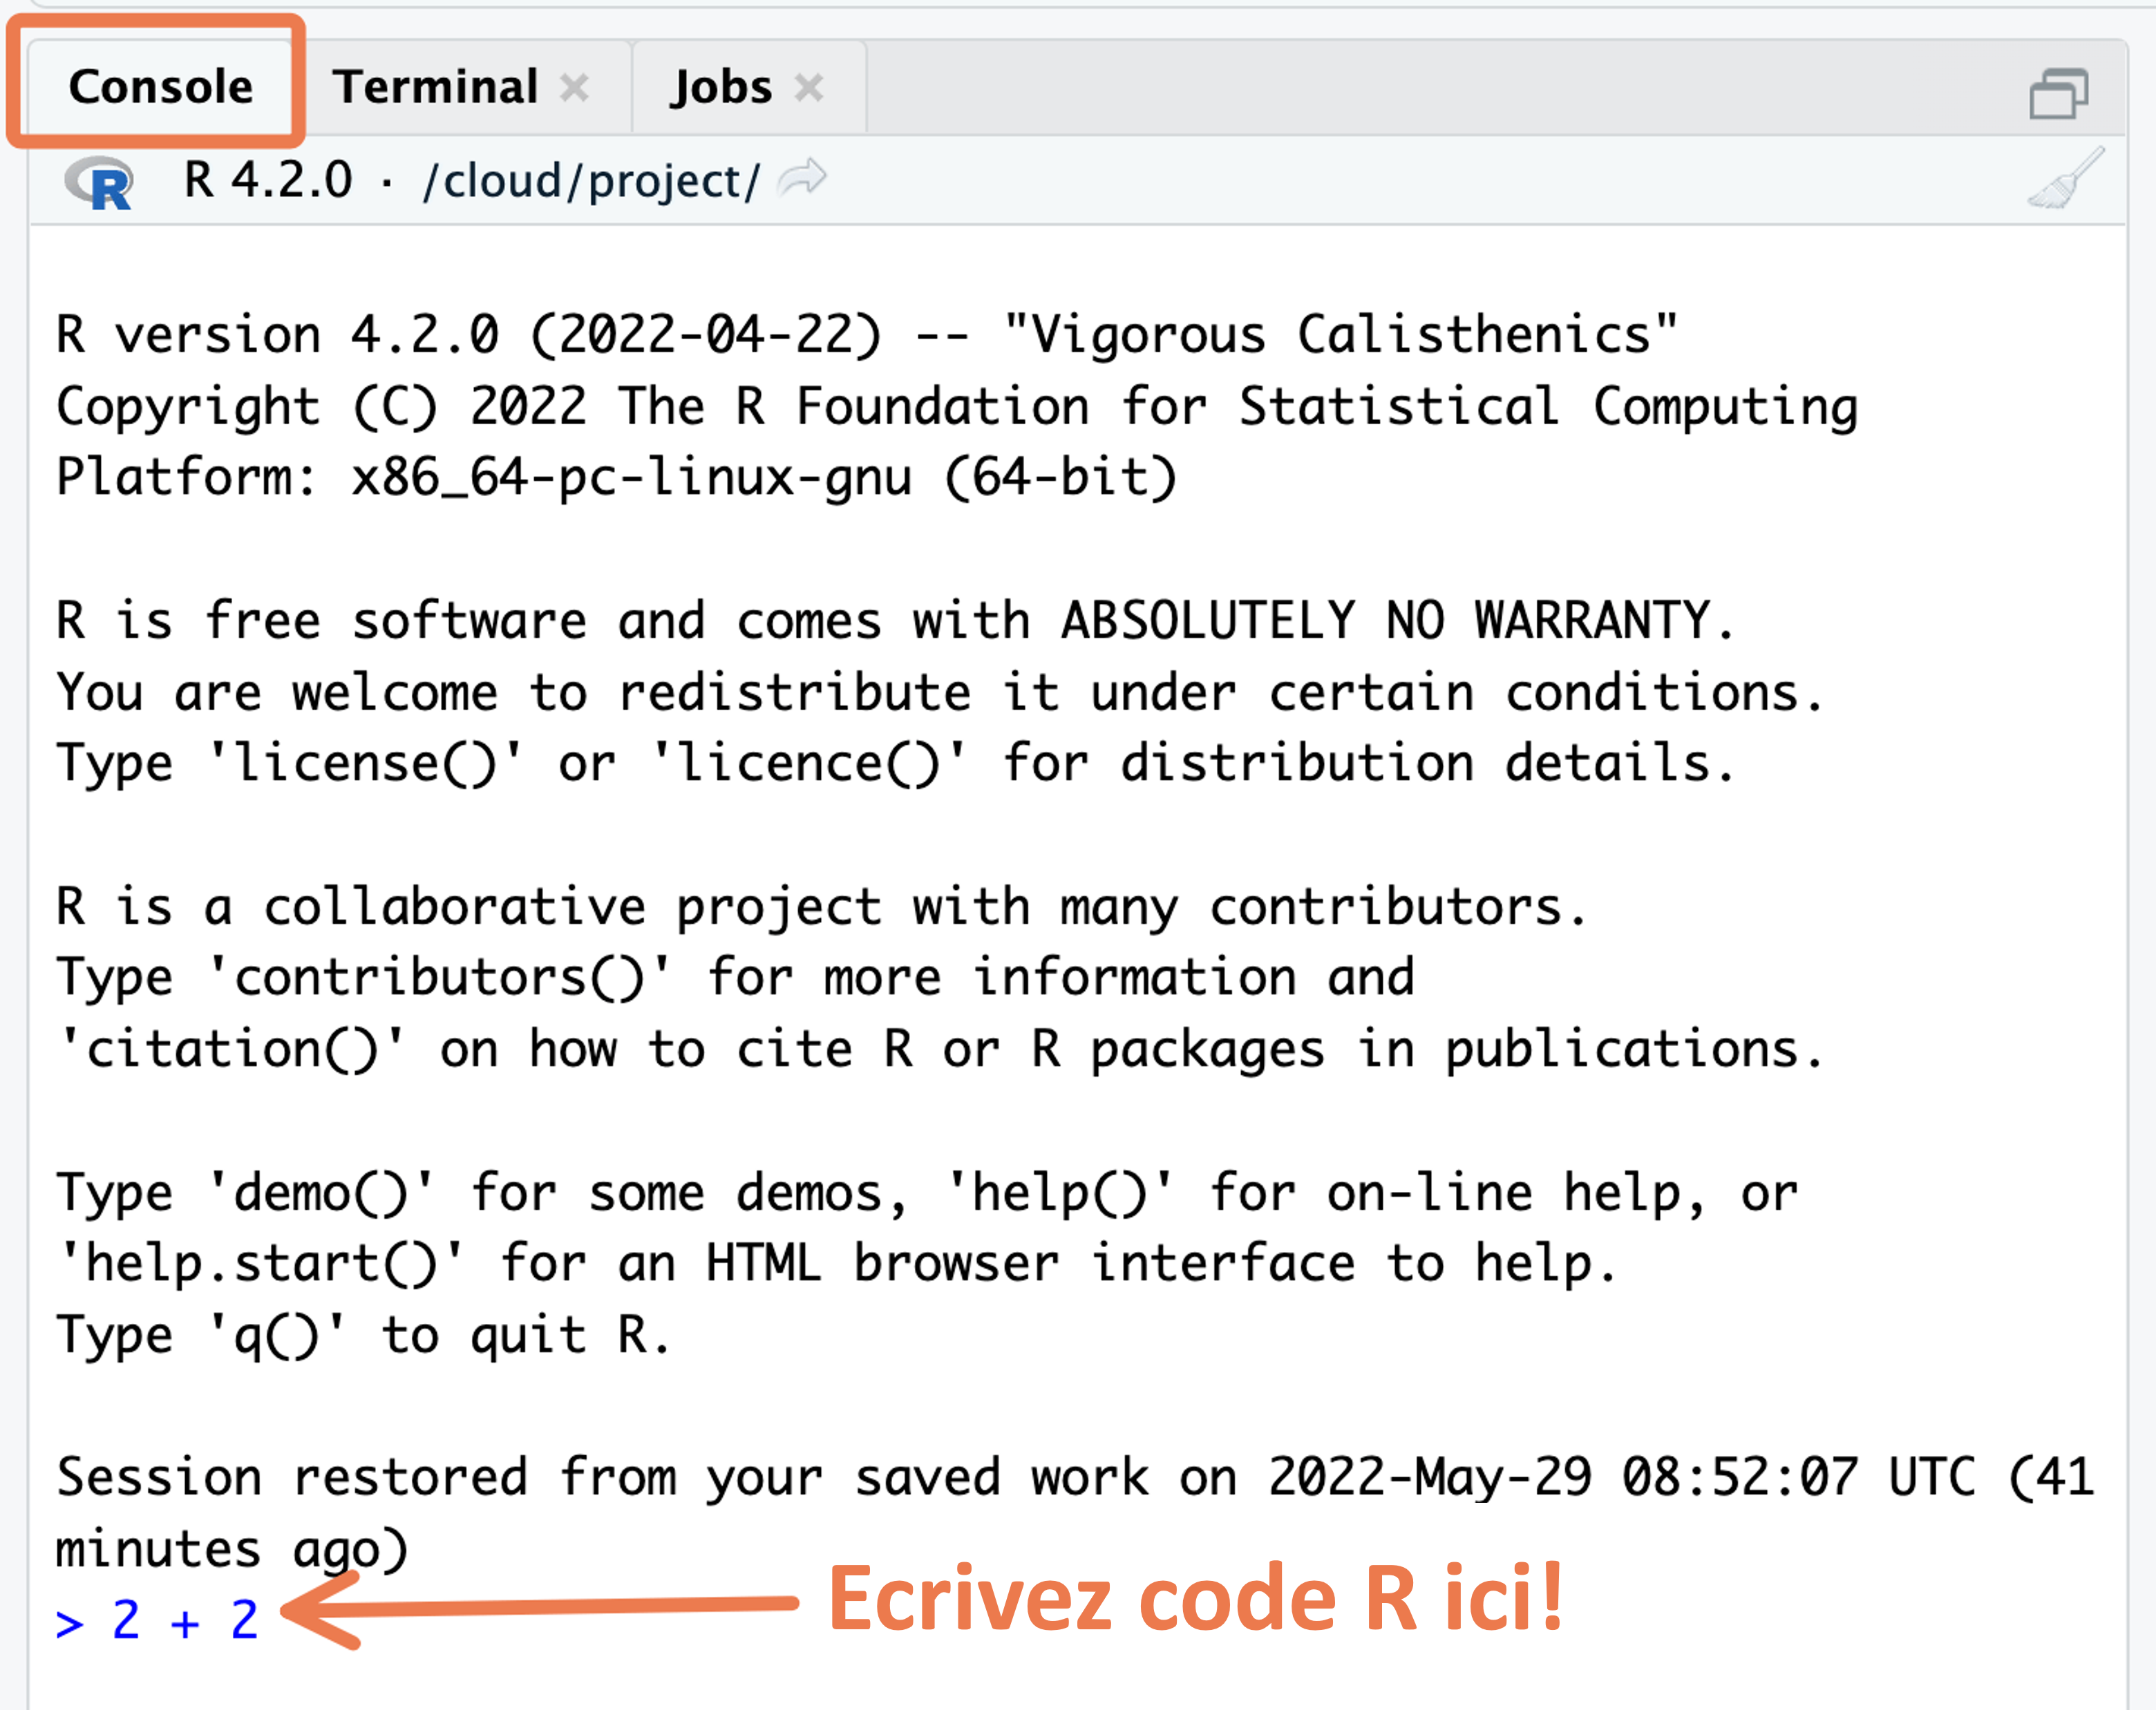 Console Terminal Jobs
R R 4.2.0 · /cloud/project/
R version 4.2.0 (2022-04-22) -- "Vigorous Calisthenics"
Copyright (C) 2022 The R Foundation for Statistical Computing
Platform: x86_64-pc-linux-gnu (64-bit)
R is free software and comes with ABSOLUTELY NO WARRANTY.
You are welcome to redistribute it under certain conditions.
Type 'license()' or 'licence()' for distribution details.
R is a collaborative project with many contributors.
Type 'contributors()' for more information and
'citation()' on how to cite R or R packages in publications.
Type 'demo()' for some demos, 'help()' for on-line help, or
'help.start()' for an HTML browser interface to help.
Type 'q()' to quit R.
Session restored from your saved work on 2022-May-29 08:52:07 UTC (41
minutes ago)
> 2 + 2
Ecrivez code R ici!